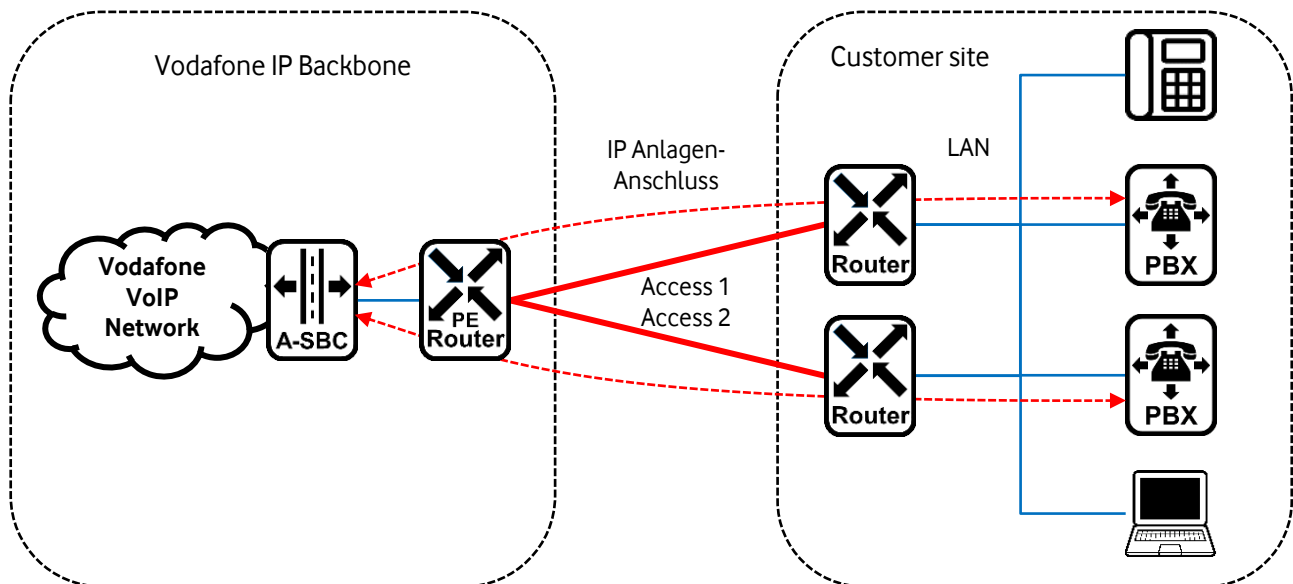 Vodafone IP Backbone
Customer site
IP Anlagen-
Anschluss
LAN
Vodafone
VoIP
Network
A-SBC
PE
Router
Access 1
Access 2
Router
Router
PBX
PBX